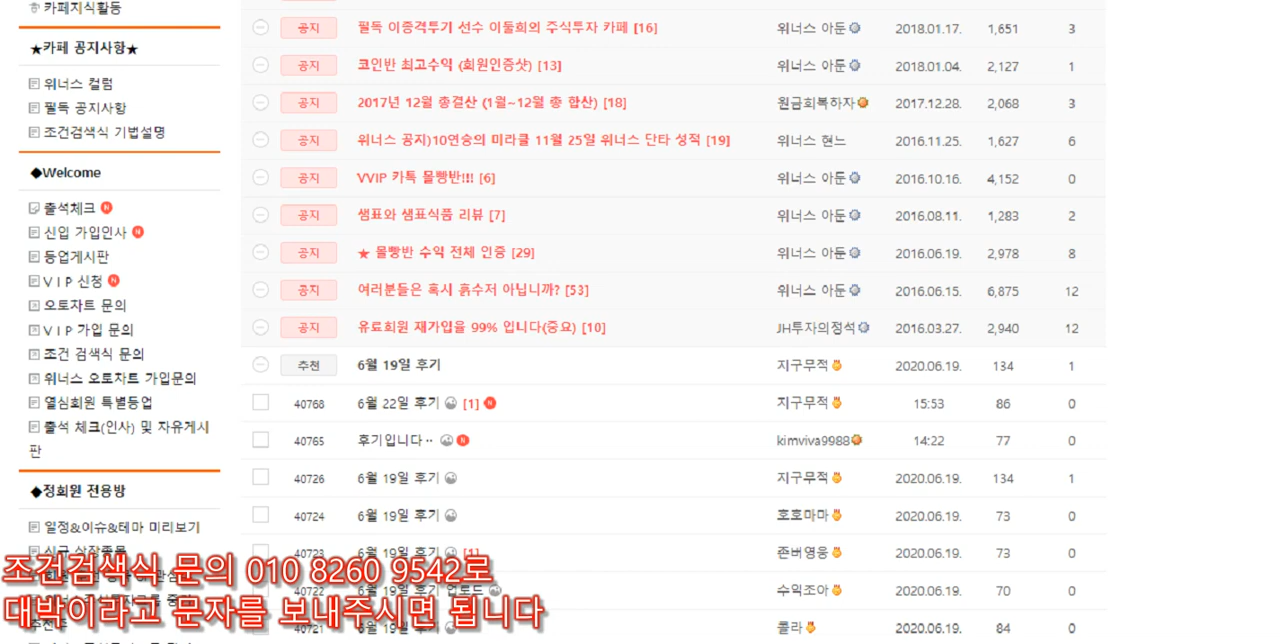 카페지식활동
★카페 공지사항★
위너스 컬럼
필독 공지사항
조건검색식 기법설명
◆Welcome
출석체크 N
신입 가입인사 N
등업게시판
V I P 신청 N
오토차트 문의
V I P 가입 문의
조건 검색식 문의
위너스 오토차트 가입문의
열심회원 특별등업
출석 체크(인사) 및 자유게시
판
◆정회원 전용방
일정&이슈&테마 미리보기
신규 상장종목
공지 필독 이종격투기 선수 이둘희의 주식투자 카페 [16] 위너스 아둔 2018.01.17. 1,651 3
공지 코인반 최고수익 (회원인증샷) [13] 위너스 아둔 2018.01.04. 2,127 1
공지 2017년 12월 총결산 (1월~12월 총 합산) [18] 원금회복하자 2017.12.28. 2,068 3
공지 위너스 공지)10연승의 미라클 11월 25일 위너스 단타 성적 [19] 위너스 현느 2016.11.25. 1,627 6
공지 VVIP 카톡 몰빵반!!! [6] 위너스 아둔 2016.10.16. 4,152 0
공지 샘표와 샘표식품 리뷰 [7] 위너스 아둔 2016.08.11. 1,283 2
공지 ★ 몰빵반 수익 전체 인증 [29] 위너스 아둔 2016.06.19. 2,978 8
공지 여러분들은 혹시 흙수저 아닙니까? [53] 위너스 아둔 2016.06.15. 6,875 12
공지 유료회원 재가입율 99% 입니다(중요) [10] JH투자의정석 2016.03.27. 2,940 12
추천 6월 19일 후기 지구무적 2020.06.19. 134 1
40768 6월 22일 후기 [1] N 지구무적 15:53 86 0
40765 후기입니다·· N kimviva9988 14:22 77 0
40726 6월 19일 후기 지구무적 2020.06.19. 134 1
40724 6월 19일 후기 호호마마 2020.06.19. 73 0
40723 6월 19일 후기 [1] 존버영웅 2020.06.19. 73 0
40722 6월 19일 후기 업로드 수익조아 2020.06.19. 70 0
40721 6월 19일 후기 콜라 2020.06.19. 84 0
조건검색식 문의 010 8260 9542로
대박이라고 문자를 보내주시면 됩니다